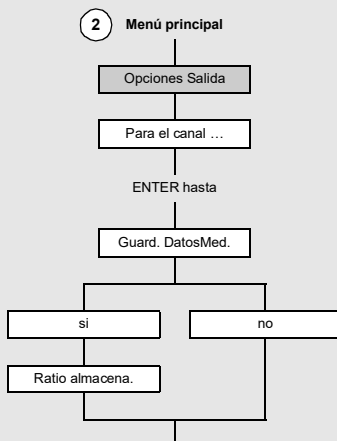 2 Menú principal
Opciones Salida
Para el canal …
ENTER hasta
Guard. DatosMed.
si no
Ratio almacena.